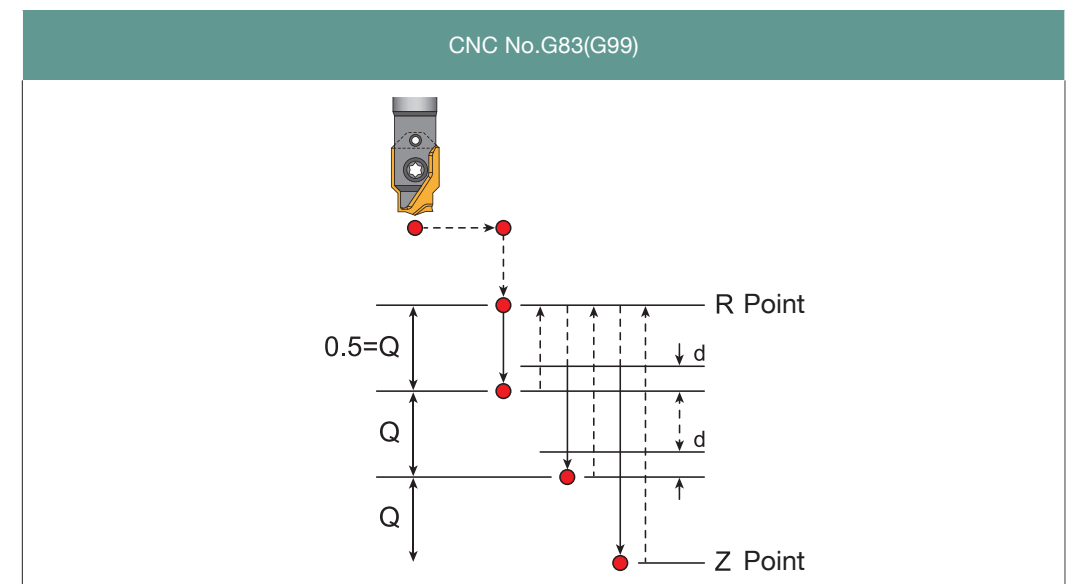 CNC No.G83(G99)
R Point
0.5=Q
d
Q
d
Q
Z Point